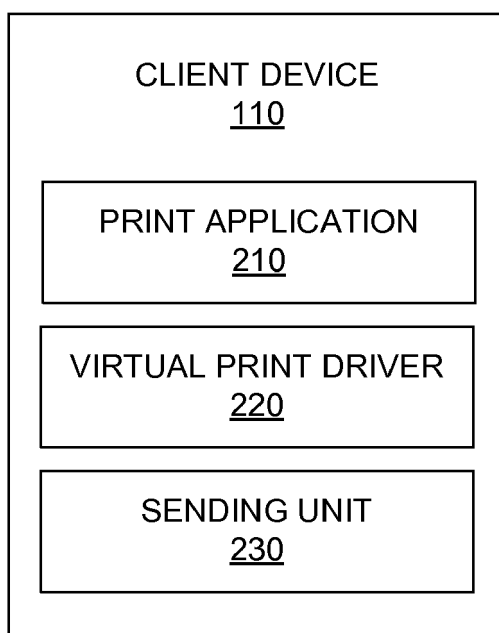 CLIENT DEVICE
110
PRINT APPLICATION
210
VIRTUAL PRINT DRIVER
220
SENDING UNIT
230